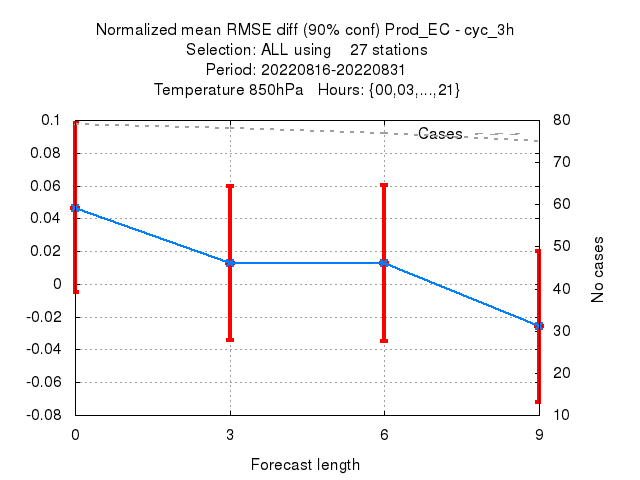 Normalized mean RMSE diff (90% conf) Prod_EC - cyc_3h
Selection: ALL using 27 stations
Period: 20220816-20220831
Temperature 850hPa Hours: {00,03,...,21}
Cases
0.1
0.08
0.06
0.04
0.02
0
-0.02
-0.04
-0.06
-0.08
80
70
60
50
40
30
20
10
No cases
0 3 6 9
Forecast length